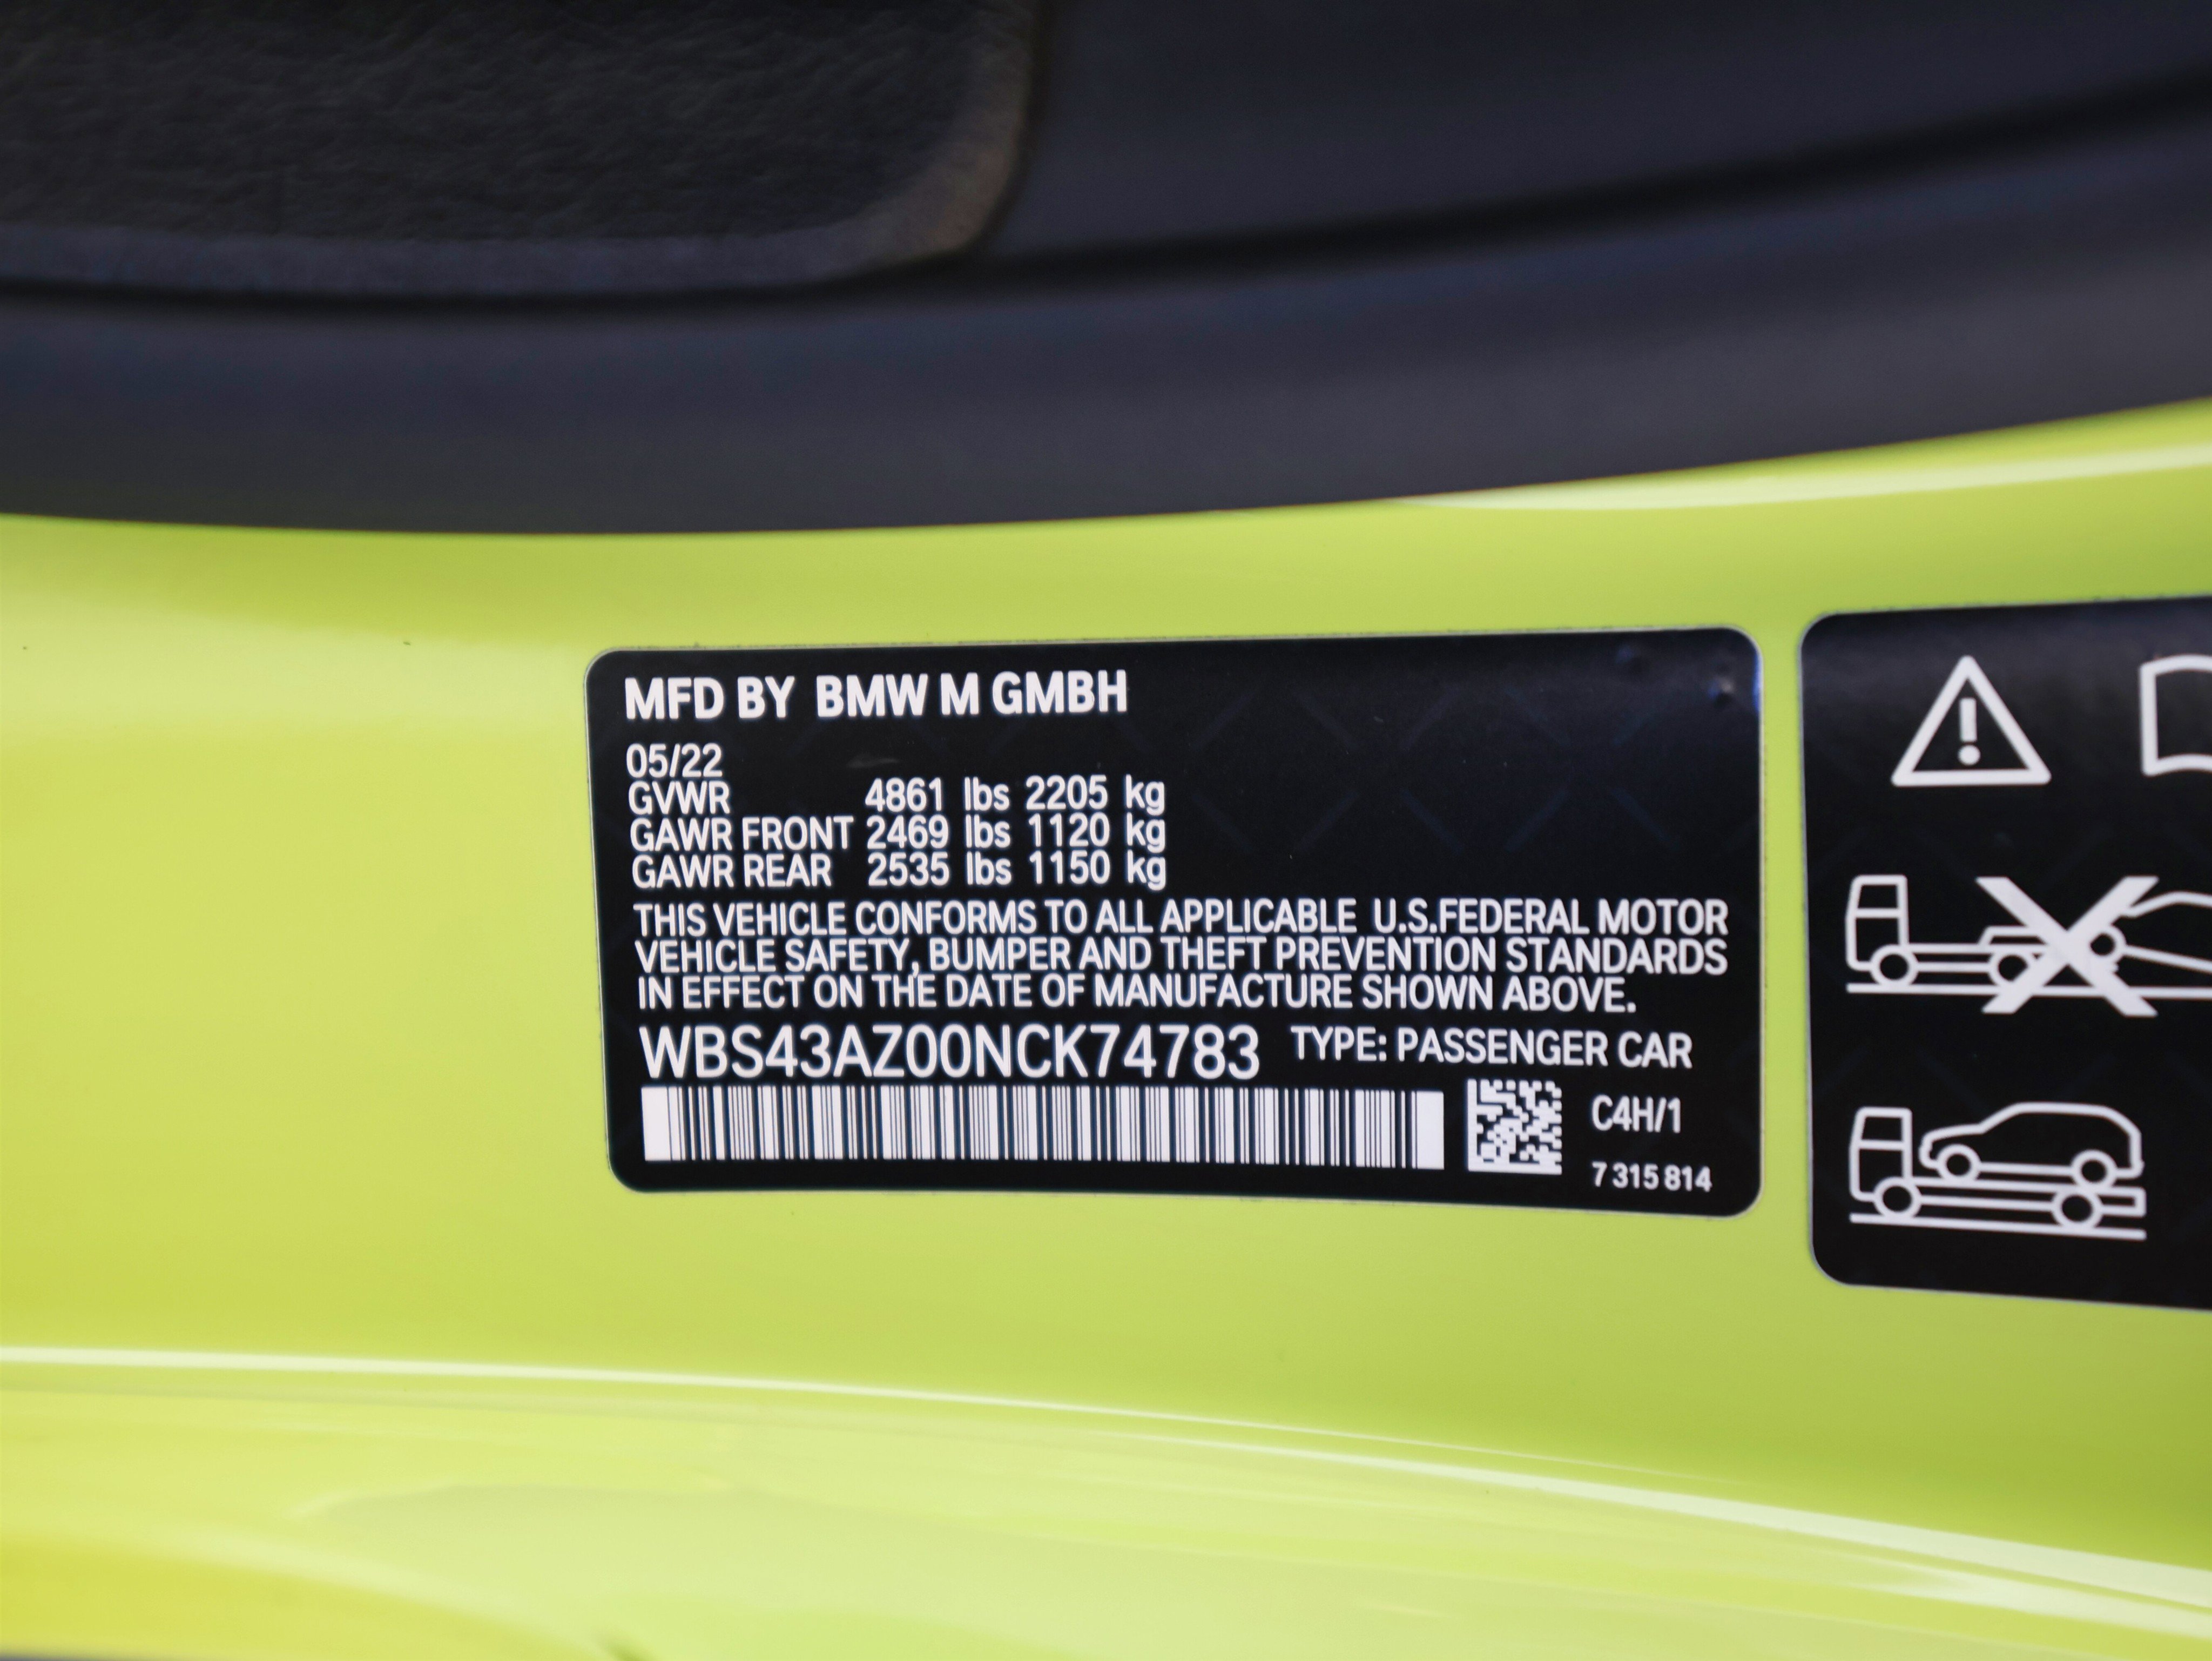 MFD BY BMW M GMBH
05/22
GVWR 4861 lbs 2205 kg
GAWR FRONT 2469 lbs 1120 kg
GAWR REAR 2535 lbs 1150 kg
THIS VEHICLE CONFORMS TO ALL APPLICABLE U.S.FEDERAL MOTOR
VEHICLE SAFETY, BUMPER AND THEFT PREVENTION STANDARDS
IN EFFECT ON THE DATE OF MANUFACTURE SHOWN ABOVE.
WBS43AZ00NCK74783 TYPE: PASSENGER CAR
C4H/1
7 315 814